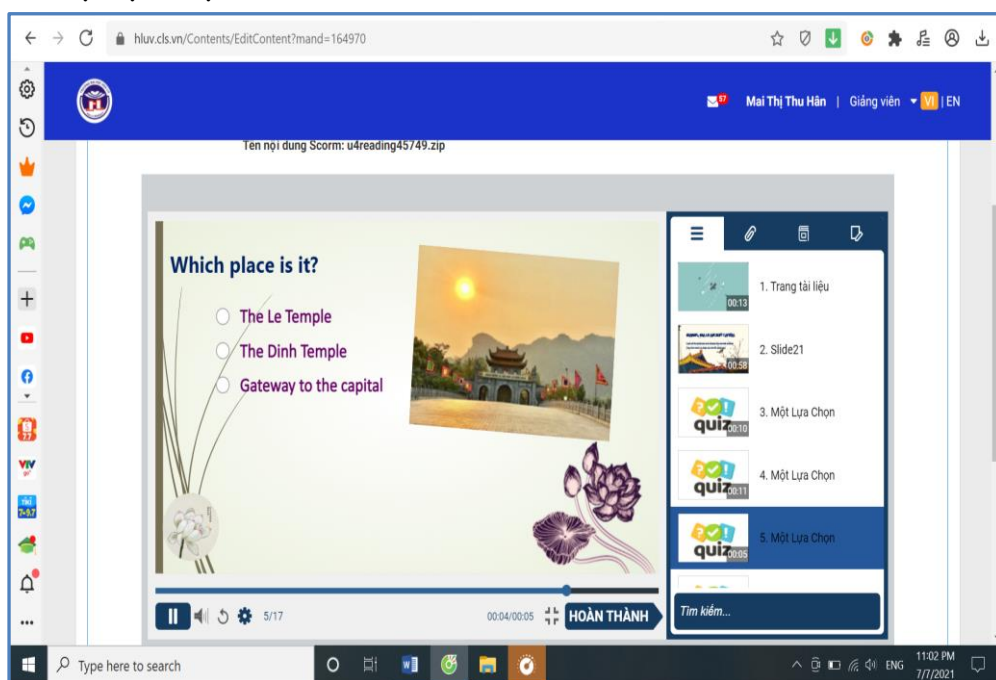 hluv.cls.vn/Contents/EditContent?mand=164970
57
Mai Thị Thu Hân | Giảng viên VI | EN
Tên nội dung Scorm: u4reading45749.zip
Which place is it?
The Le Temple
The Dinh Temple
Gateway to the capital
00:13
1. Trang tài liệu
00:58
2. Slide21
quiz
00:10
3. Một Lựa Chọn
quiz
00:11
4. Một Lựa Chọn
quiz
00:05
5. Một Lựa Chọn
5/17
00:04/00:05
HOÀN THÀNH
Tìm kiếm...
Type here to search
ENG
11:02 PM
7/7/2021